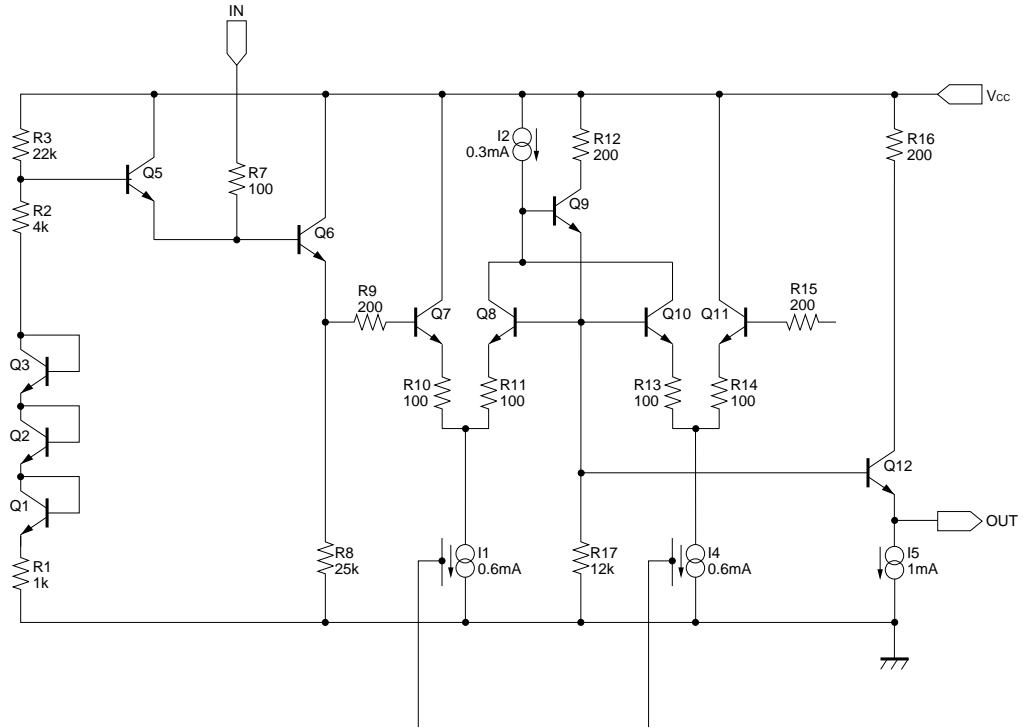 IN
VCC
R3
22k
R2
4k
Q5
R7
100
Q6
I2
0.3mA
R12
200
Q9
R16
200
R9
200
Q7
Q8
Q10
Q11
R15
200
Q3
Q2
Q1
R1
1k
R10
100
R11
100
R13
100
R14
100
Q12
OUT
R8
25k
I1
0.6mA
R17
12k
I4
0.6mA
I5
1mA